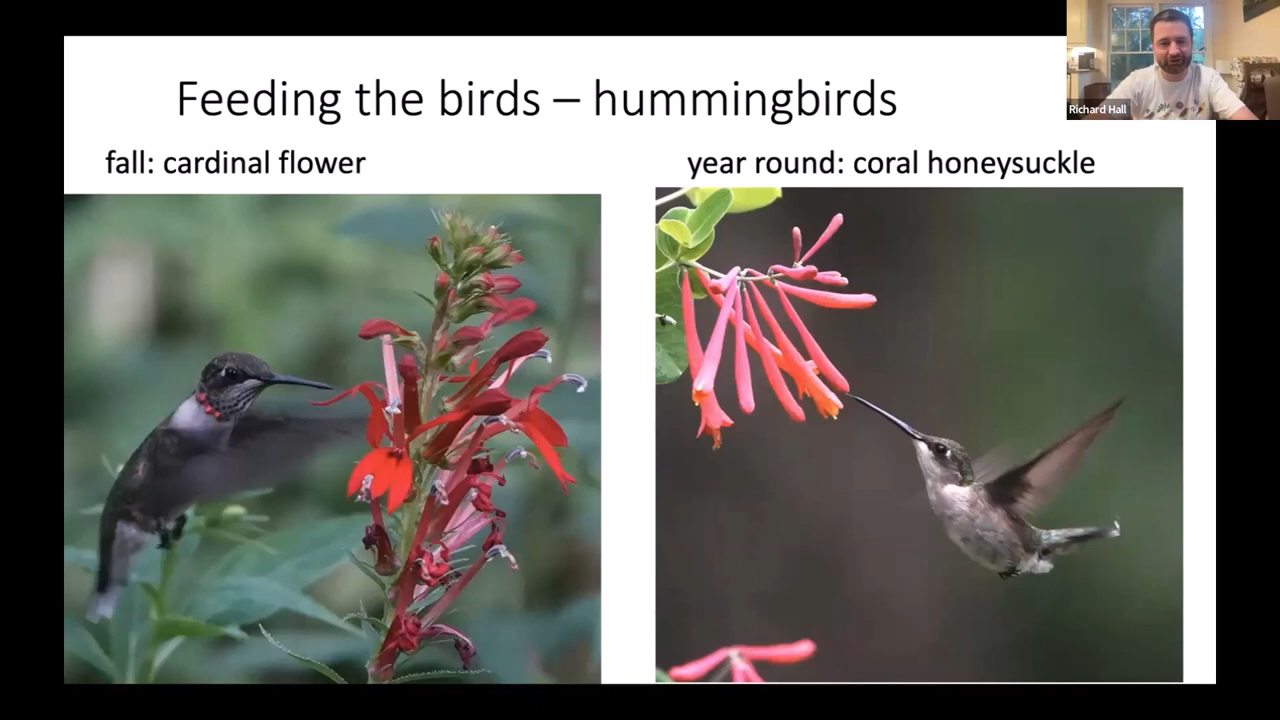 Feeding the birds – hummingbirds
fall: cardinal flower
year round: coral honeysuckle
Richard Hall